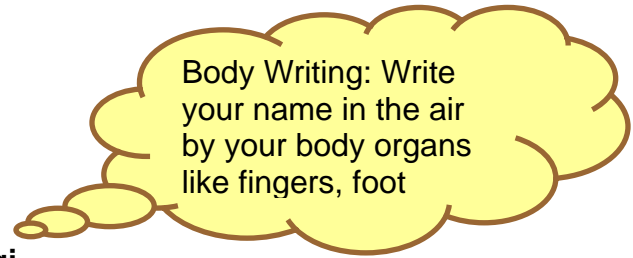 Body Writing: Write
your name in the air
by your body organs
like fingers, foot